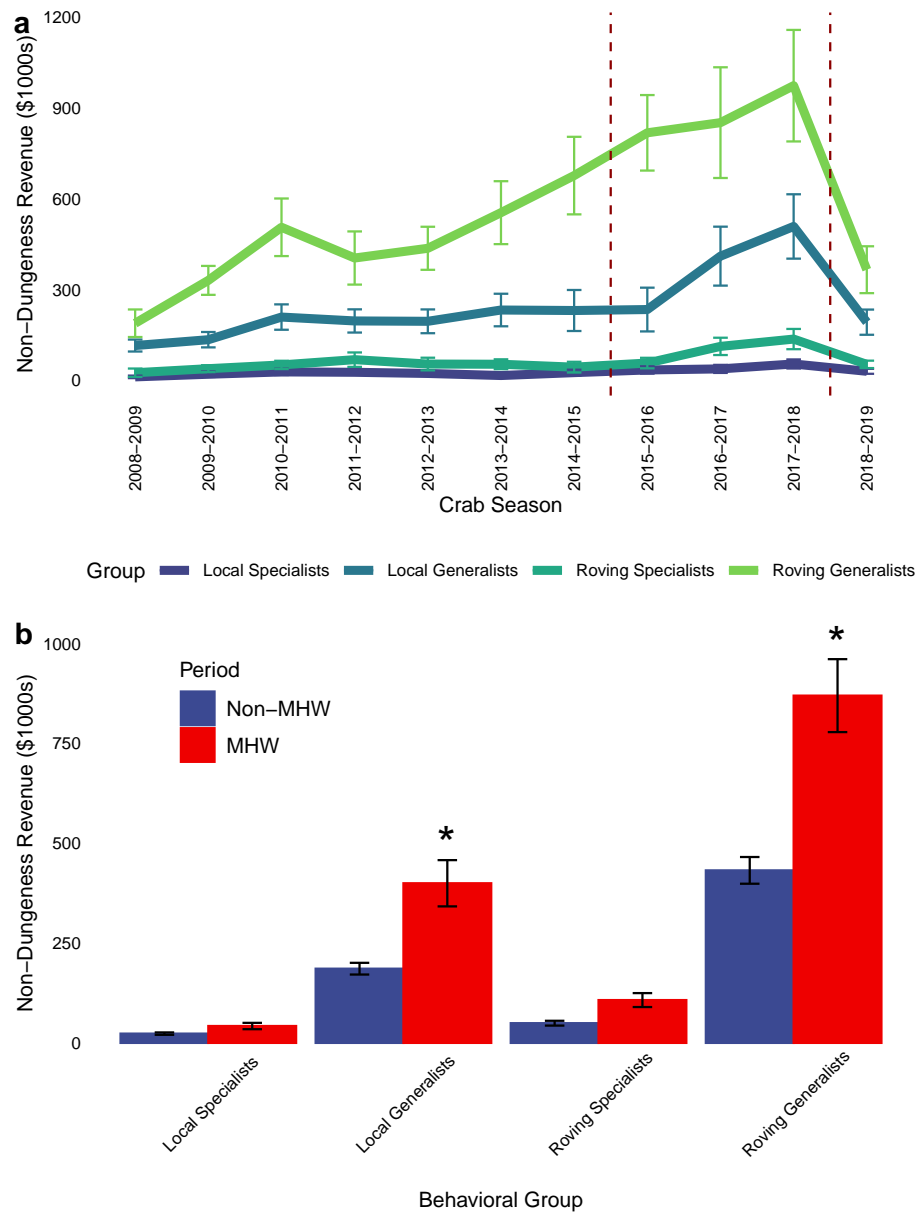 a
Non−Dungeness Revenue ($1000s)
1200
900
600
300
0
2008−2009
2009−2010
2010−2011
2011−2012
2012−2013
2013−2014
2014−2015
2015−2016
2016−2017
2017−2018
2018−2019
Crab Season
Group Local Specialists Local Generalists Roving Specialists Roving Generalists
b
Non−Dungeness Revenue ($1000s)
1000
750
500
250
0
Period
Non−MHW
MHW
*
*
Local Specialists
Local Generalists
Roving Specialists
Roving Generalists
Behavioral Group